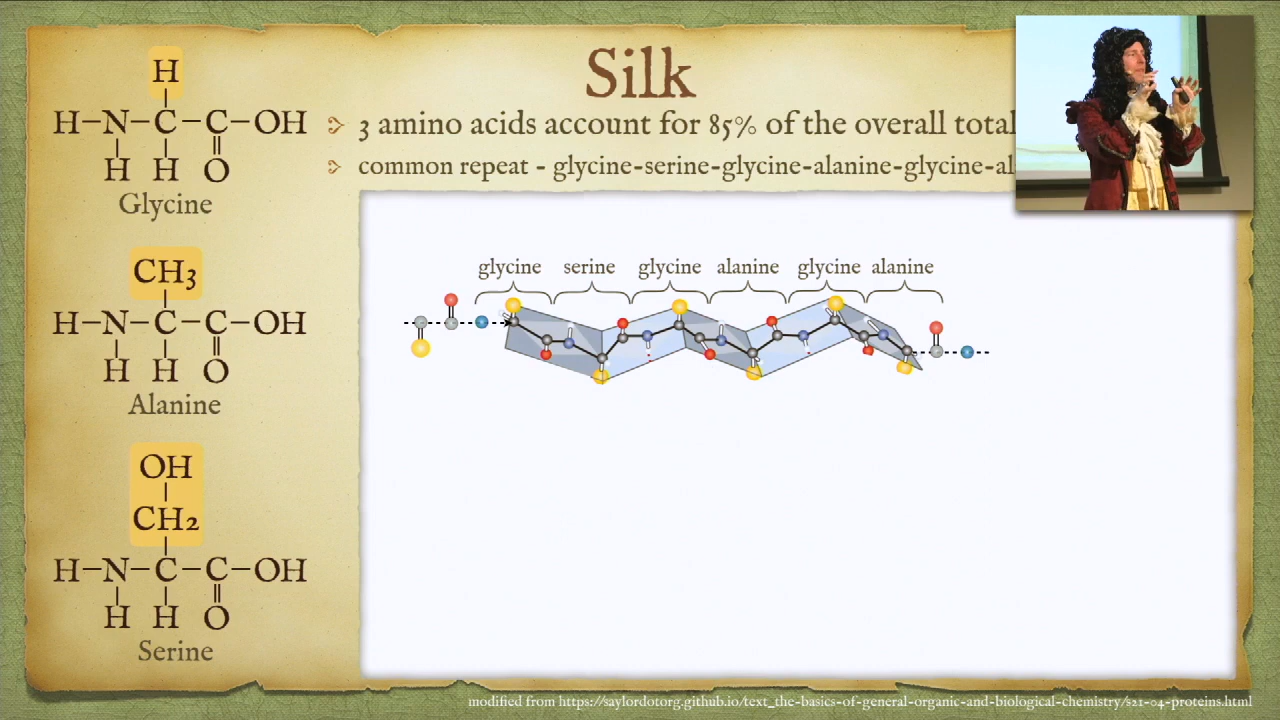 Silk
3 amino acids account for 85% of the overall total
common repeat - glycine-serine-glycine-alanine-glycine-al
H
H–N–C–C–OH
H H O
Glycine
CH3
H–N–C–C–OH
H H O
Alanine
OH
CH2
H–N–C–C–OH
H H O
Serine
glycine serine glycine alanine glycine alanine
modified from https://saylordotorg.github.io/text_the-basics-of-general-organic-and-biological-chemistry/s21-04-proteins.html